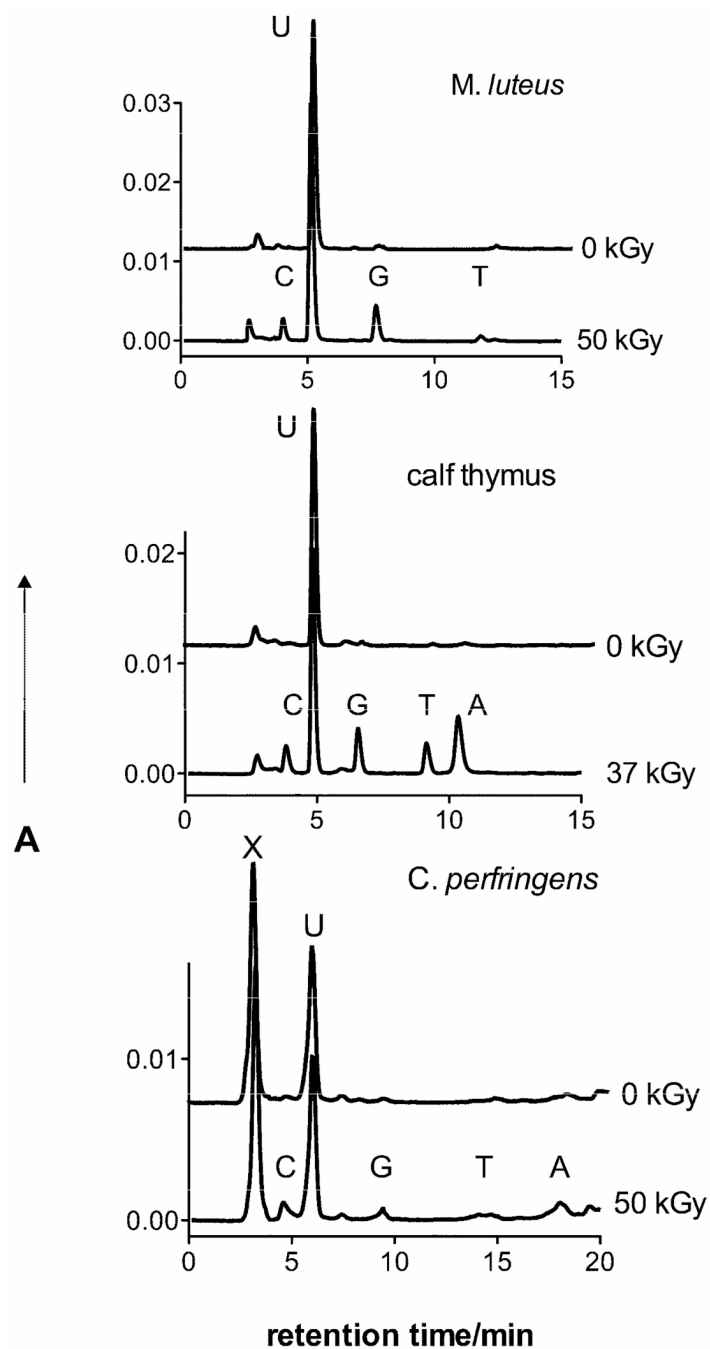 U
M. luteus
0.03
0.02
0 kGy
0.01
C G T
0.00
50 kGy
0 5 10 15
U
calf thymus
0.02
0 kGy
0.01
C G T A
0.00
37 kGy
0 5 10 15
A
X
C. perfringens
U
0.01
0 kGy
C G T A
0.00
50 kGy
0 5 10 15 20
retention time/min